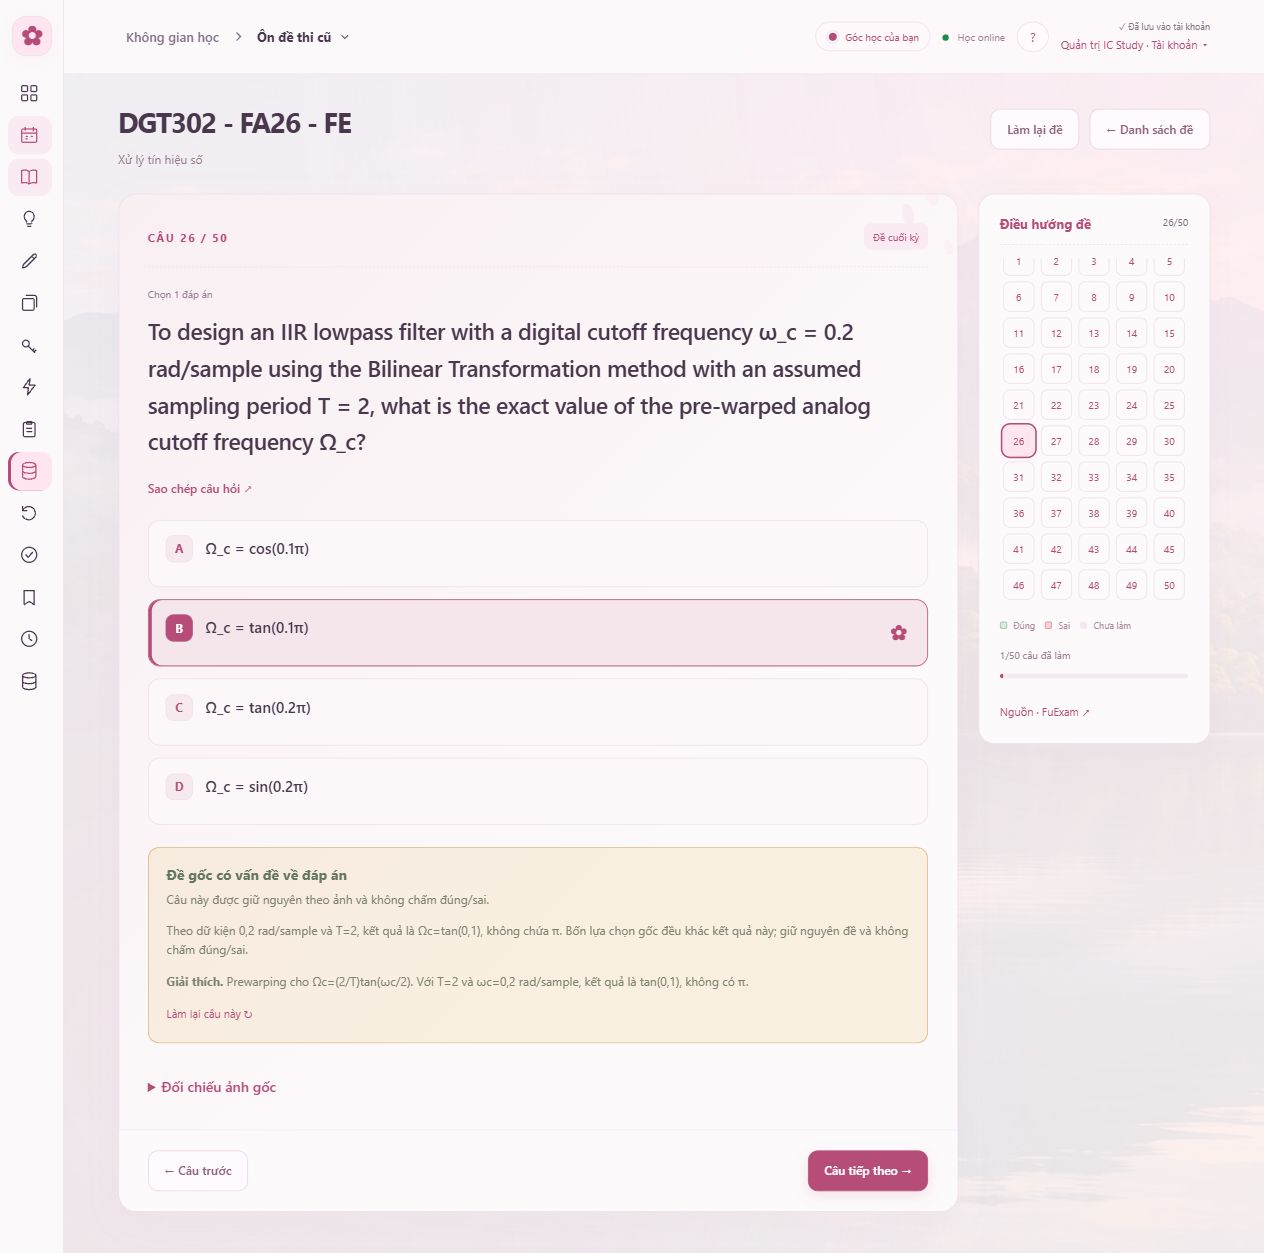 Không gian học > Ôn đề thi cũ
Góc học của bạn
Học online
?
✓ Đã lưu vào tài khoản
Quản trị IC Study · Tài khoản
DGT302 - FA26 - FE
Xử lý tín hiệu số
Làm lại đề
← Danh sách đề
CÂU 26 / 50
Đề cuối kỳ
Chọn 1 đáp án
To design an IIR lowpass filter with a digital cutoff frequency ω_c = 0.2
rad/sample using the Bilinear Transformation method with an assumed
sampling period T = 2, what is the exact value of the pre-warped analog
cutoff frequency Ω_c?
Sao chép câu hỏi ↗
A Ω_c = cos(0.1π)
B Ω_c = tan(0.1π)
C Ω_c = tan(0.2π)
D Ω_c = sin(0.2π)
Đề gốc có vấn đề về đáp án
Câu này được giữ nguyên theo ảnh và không chấm đúng/sai.
Theo dữ kiện 0,2 rad/sample và T=2, kết quả là Ωc=tan(0,1), không chứa π. Bốn lựa chọn gốc đều khác kết quả này; giữ nguyên đề và không
chấm đúng/sai.
Giải thích. Prewarping cho Ωc=(2/T)tan(ωc/2). Với T=2 và ωc=0,2 rad/sample, kết quả là tan(0,1), không có π.
Làm lại câu này ↻
▶ Đối chiếu ảnh gốc
← Câu trước
Câu tiếp theo →
Điều hướng đề
26/50
1 2 3 4 5
6 7 8 9 10
11 12 13 14 15
16 17 18 19 20
21 22 23 24 25
26 27 28 29 30
31 32 33 34 35
36 37 38 39 40
41 42 43 44 45
46 47 48 49 50
Đúng Sai Chưa làm
1/50 câu đã làm
Nguồn · FuExam ↗